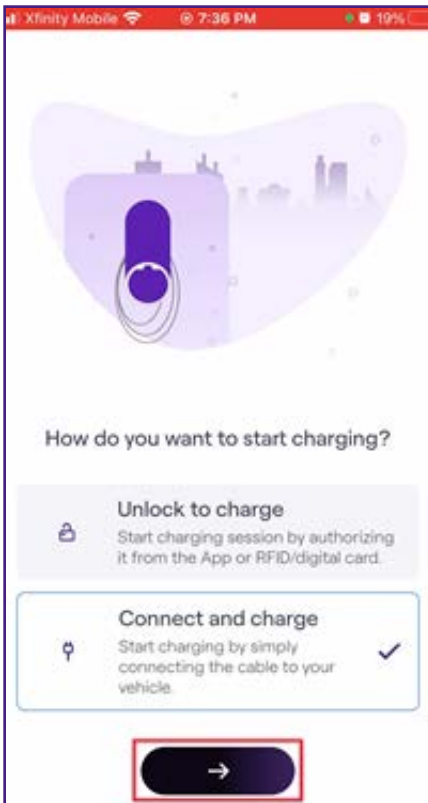 Xfinity Mobile 7:36 PM 19%
How do you want to start charging?
Unlock to charge
Start charging session by authorizing
it from the App or RFID/digital card.
Connect and charge
Start charging by simply
connecting the cable to your
vehicle.